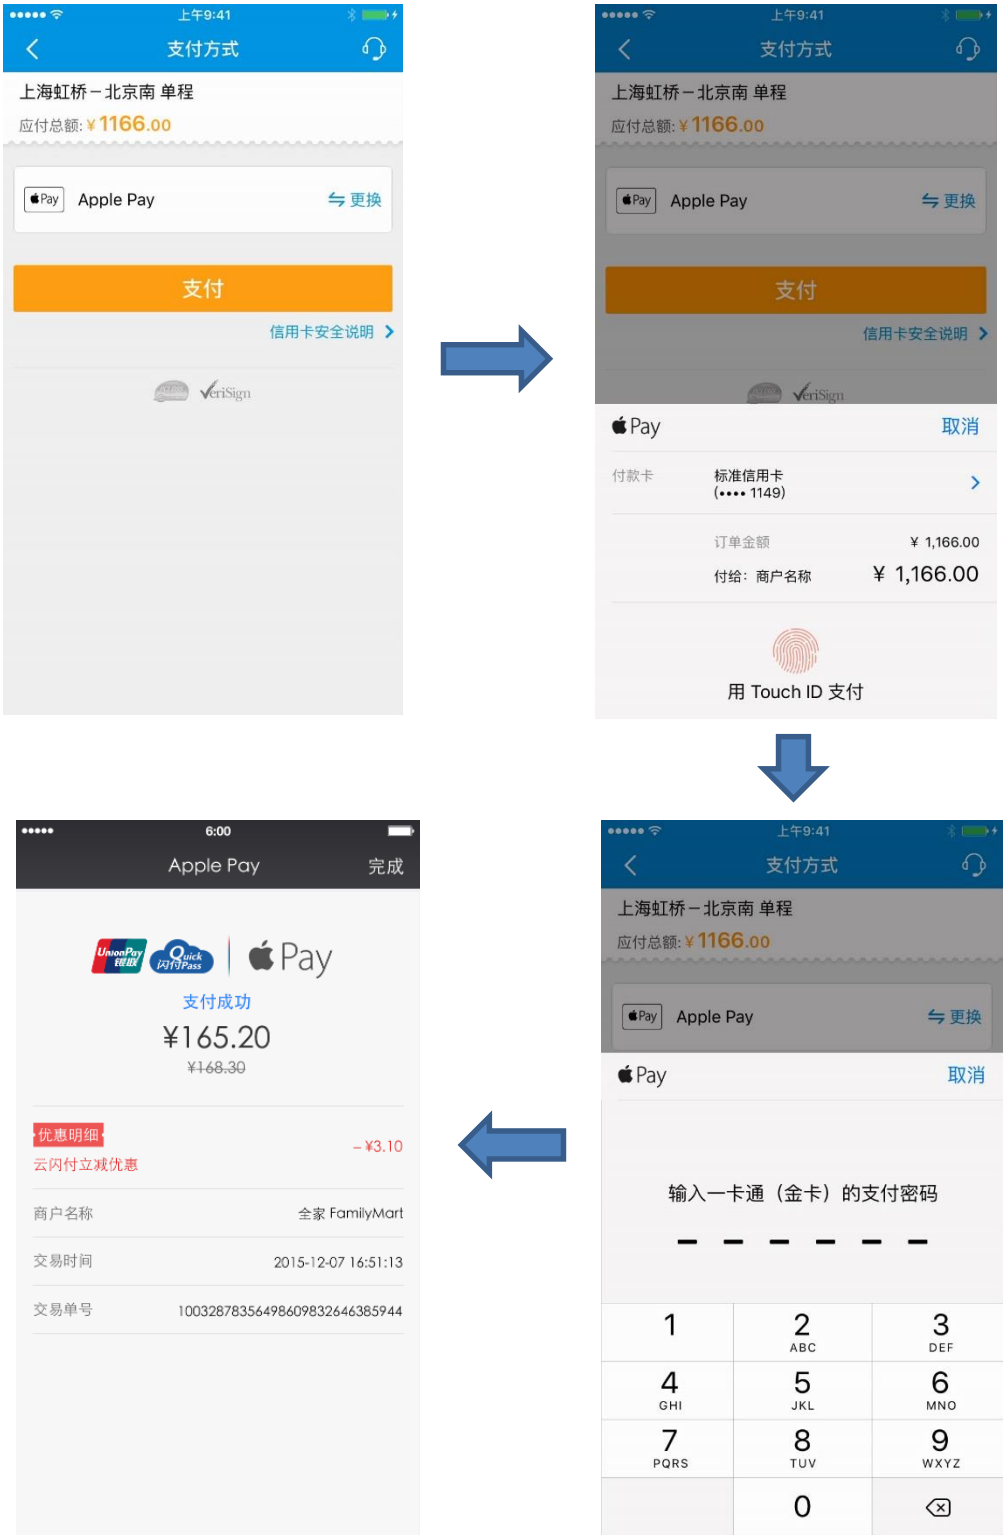 上午9:41
支付方式
上海虹桥－北京南 单程
应付总额:￥1166.00
Pay Apple Pay 更换
支付
信用卡安全说明
VeriSign
上午9:41
支付方式
上海虹桥－北京南 单程
应付总额:￥1166.00
Pay Apple Pay 更换
支付
信用卡安全说明
VeriSign
Pay 取消
付款卡 标准信用卡
(•••• 1149)
订单金额 ¥ 1,166.00
付给：商户名称 ¥ 1,166.00
用 Touch ID 支付
上午9:41
支付方式
上海虹桥－北京南 单程
应付总额:￥1166.00
Pay Apple Pay 更换
Pay 取消
输入一卡通（金卡）的支付密码
1 2 3
ABC DEF
4 5 6
GHI JKL MNO
7 8 9
PQRS TUV WXYZ
0
6:00
Apple Pay 完成
UnionPay 银联 Quick Pass 闪付 Pay
支付成功
¥165.20
¥168.30
优惠明细
云闪付立减优惠 – ¥3.10
商户名称 全家 FamilyMart
交易时间 2015-12-07 16:51:13
交易单号 10032878356498609832646385944